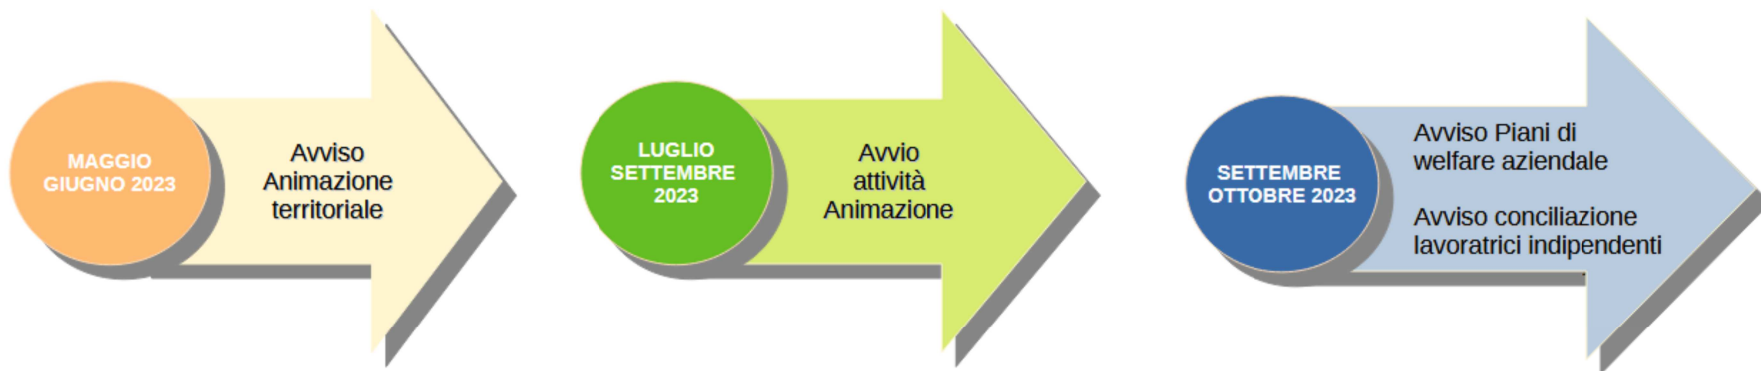 MAGGIO
GIUGNO 2023
Avviso
Animazione
territoriale
LUGLIO
SETTEMBRE
2023
Avvio
attività
Animazione
SETTEMBRE
OTTOBRE 2023
Avviso Piani di
welfare aziendale
Avviso conciliazione
lavoratrici indipendenti